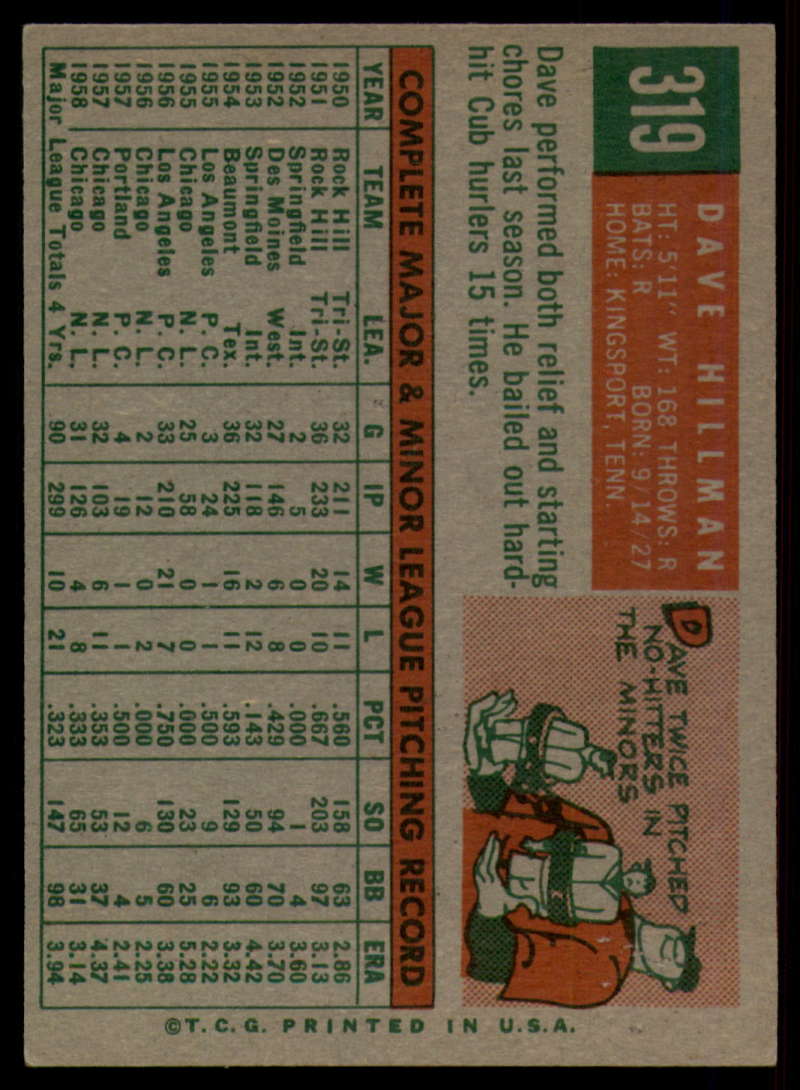 319
DAVE HILLMAN
HT: 5'11" WT: 168 THROWS: R
BATS: R BORN: 9/14/27
HOME: KINGSPORT, TENN.
Dave performed both relief and starting
chores last season. He bailed out hard-
hit Cub hurlers 15 times.
DAVE TWICE PITCHED
NO-HITTERS IN
THE MINORS
COMPLETE MAJOR & MINOR LEAGUE PITCHING RECORD
YEAR TEAM LEA. G IP W L PCT SO BB ERA
1950 Rock Hill Tri-St. 32 211 14 11 .560 158 63 2.86
1951 Rock Hill Tri-St. 36 233 20 10 .667 203 97 3.13
1952 Springfield Int. 2 5 0 0 .000 1 4 3.60
1952 Des Moines West. 27 146 6 8 .429 94 70 3.70
1953 Springfield Int. 32 118 2 12 .143 50 60 4.42
1954 Beaumont Tex. 36 225 16 11 .593 129 93 3.32
1955 Los Angeles P. C. 3 24 1 1 .500 9 6 2.22
1955 Chicago N. L. 25 58 0 0 .000 23 25 5.28
1956 Los Angeles P. C. 33 210 21 7 .750 130 60 3.38
1956 Chicago N. L. 2 12 0 2 .000 6 5 2.25
1957 Portland P. C. 4 19 1 1 .500 12 4 2.41
1957 Chicago N. L. 32 103 6 11 .353 53 37 4.37
1958 Chicago N. L. 31 126 4 8 .333 65 31 3.14
Major League Totals 4 Yrs. 90 299 10 21 .323 147 98 3.94
©T.C.G. PRINTED IN U.S.A.